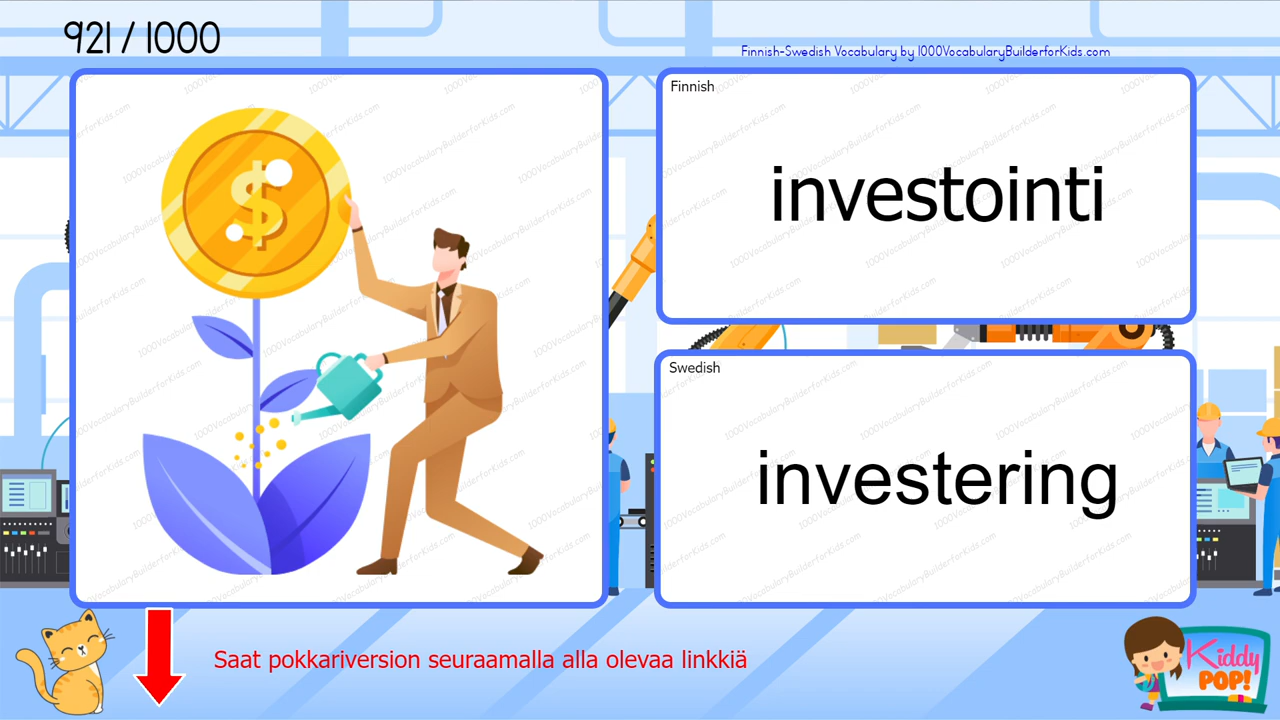 921 / 1000
Finnish-Swedish Vocabulary by 1000VocabularyBuilderforKids.com
Finnish
investointi
Swedish
investering
$
Saat pokkariversion seuraamalla alla olevaa linkkiä
Kiddy
POP!